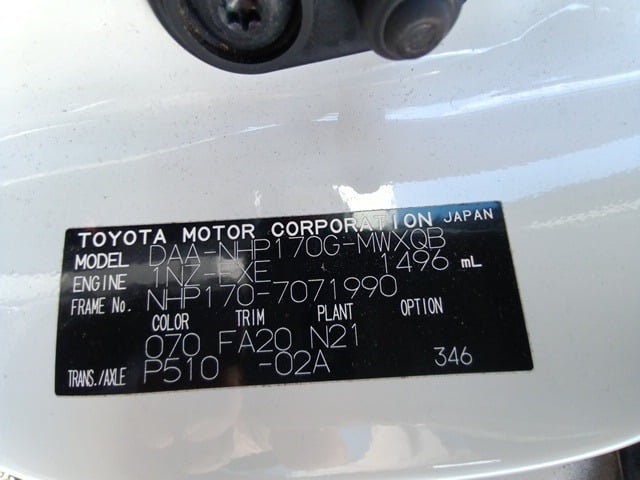 TOYOTA MOTOR CORPORATION JAPAN
MODEL DAA-NHP170G-MWXQB
ENGINE 1NZ-FXE 1496 mL
FRAME No. NHP170-7071990
COLOR TRIM PLANT OPTION
070 FA20 N21
TRANS./AXLE P510 -02A 346